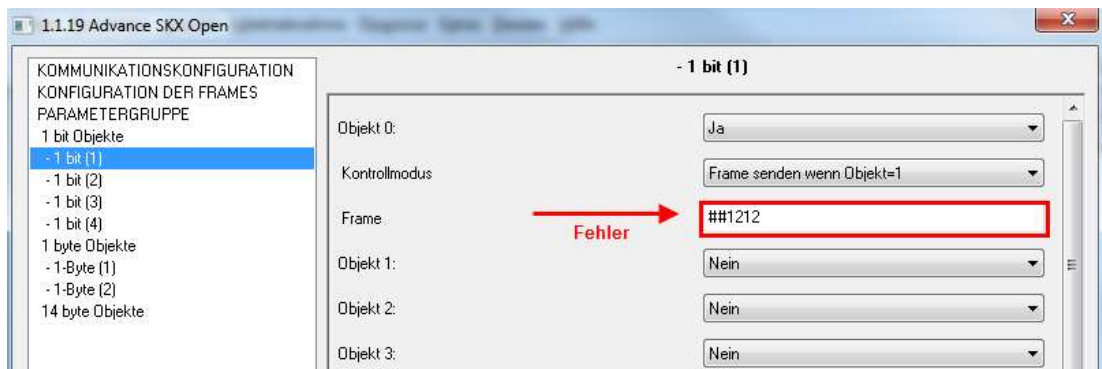 1.1.19 Advance SKX Open
KOMMUNIKATIONSKONFIGURATION
KONFIGURATION DER FRAMES
PARAMETERGRUPPE
1 bit Objekte
- 1 bit (1)
- 1 bit (2)
- 1 bit (3)
- 1 bit (4)
1 byte Objekte
- 1-Byte (1)
- 1-Byte (2)
14 byte Objekte
- 1 bit (1)
Objekt 0: Ja
Kontrollmodus Frame senden wenn Objekt=1
Frame Fehler ##1212
Objekt 1: Nein
Objekt 2: Nein
Objekt 3: Nein